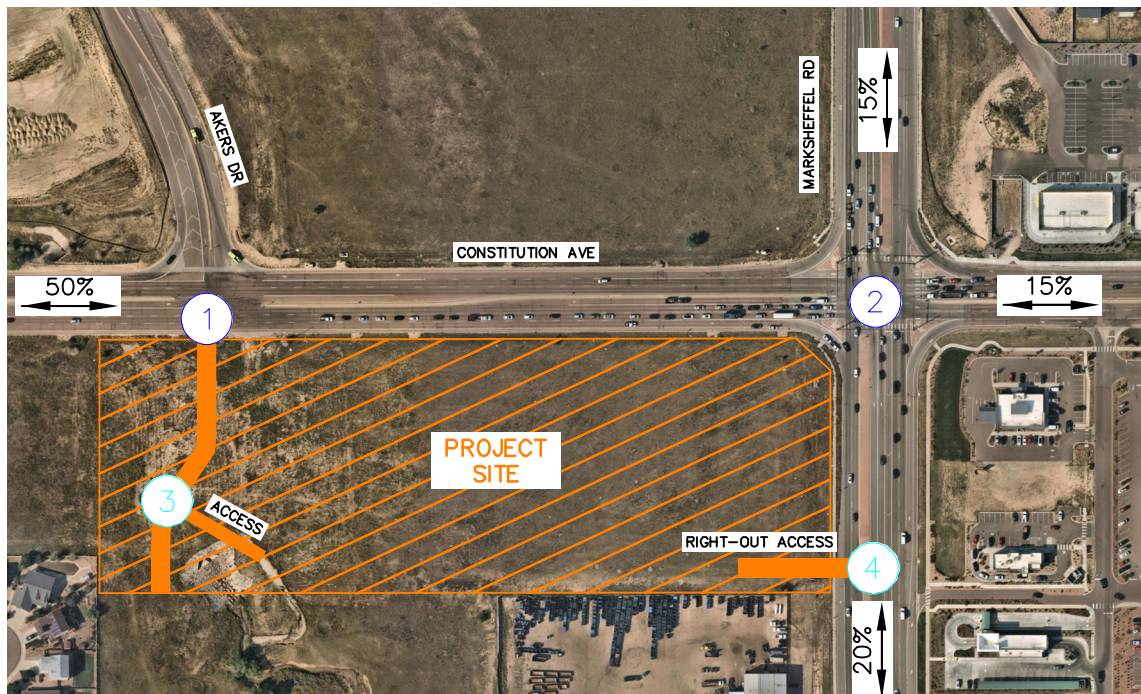 15%
MARKSHEFFEL RD
AKERS DR
CONSTITUTION AVE
50%
15%
1
2
PROJECT
SITE
3
ACCESS
RIGHT-OUT ACCESS
4
20%